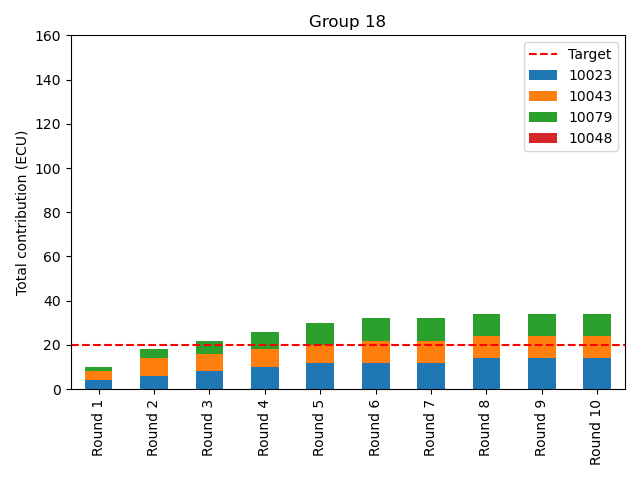 Group 18
Total contribution (ECU)
160
140
120
100
80
60
40
20
0
Target
10023
10043
10079
10048
Round 1
Round 2
Round 3
Round 4
Round 5
Round 6
Round 7
Round 8
Round 9
Round 10